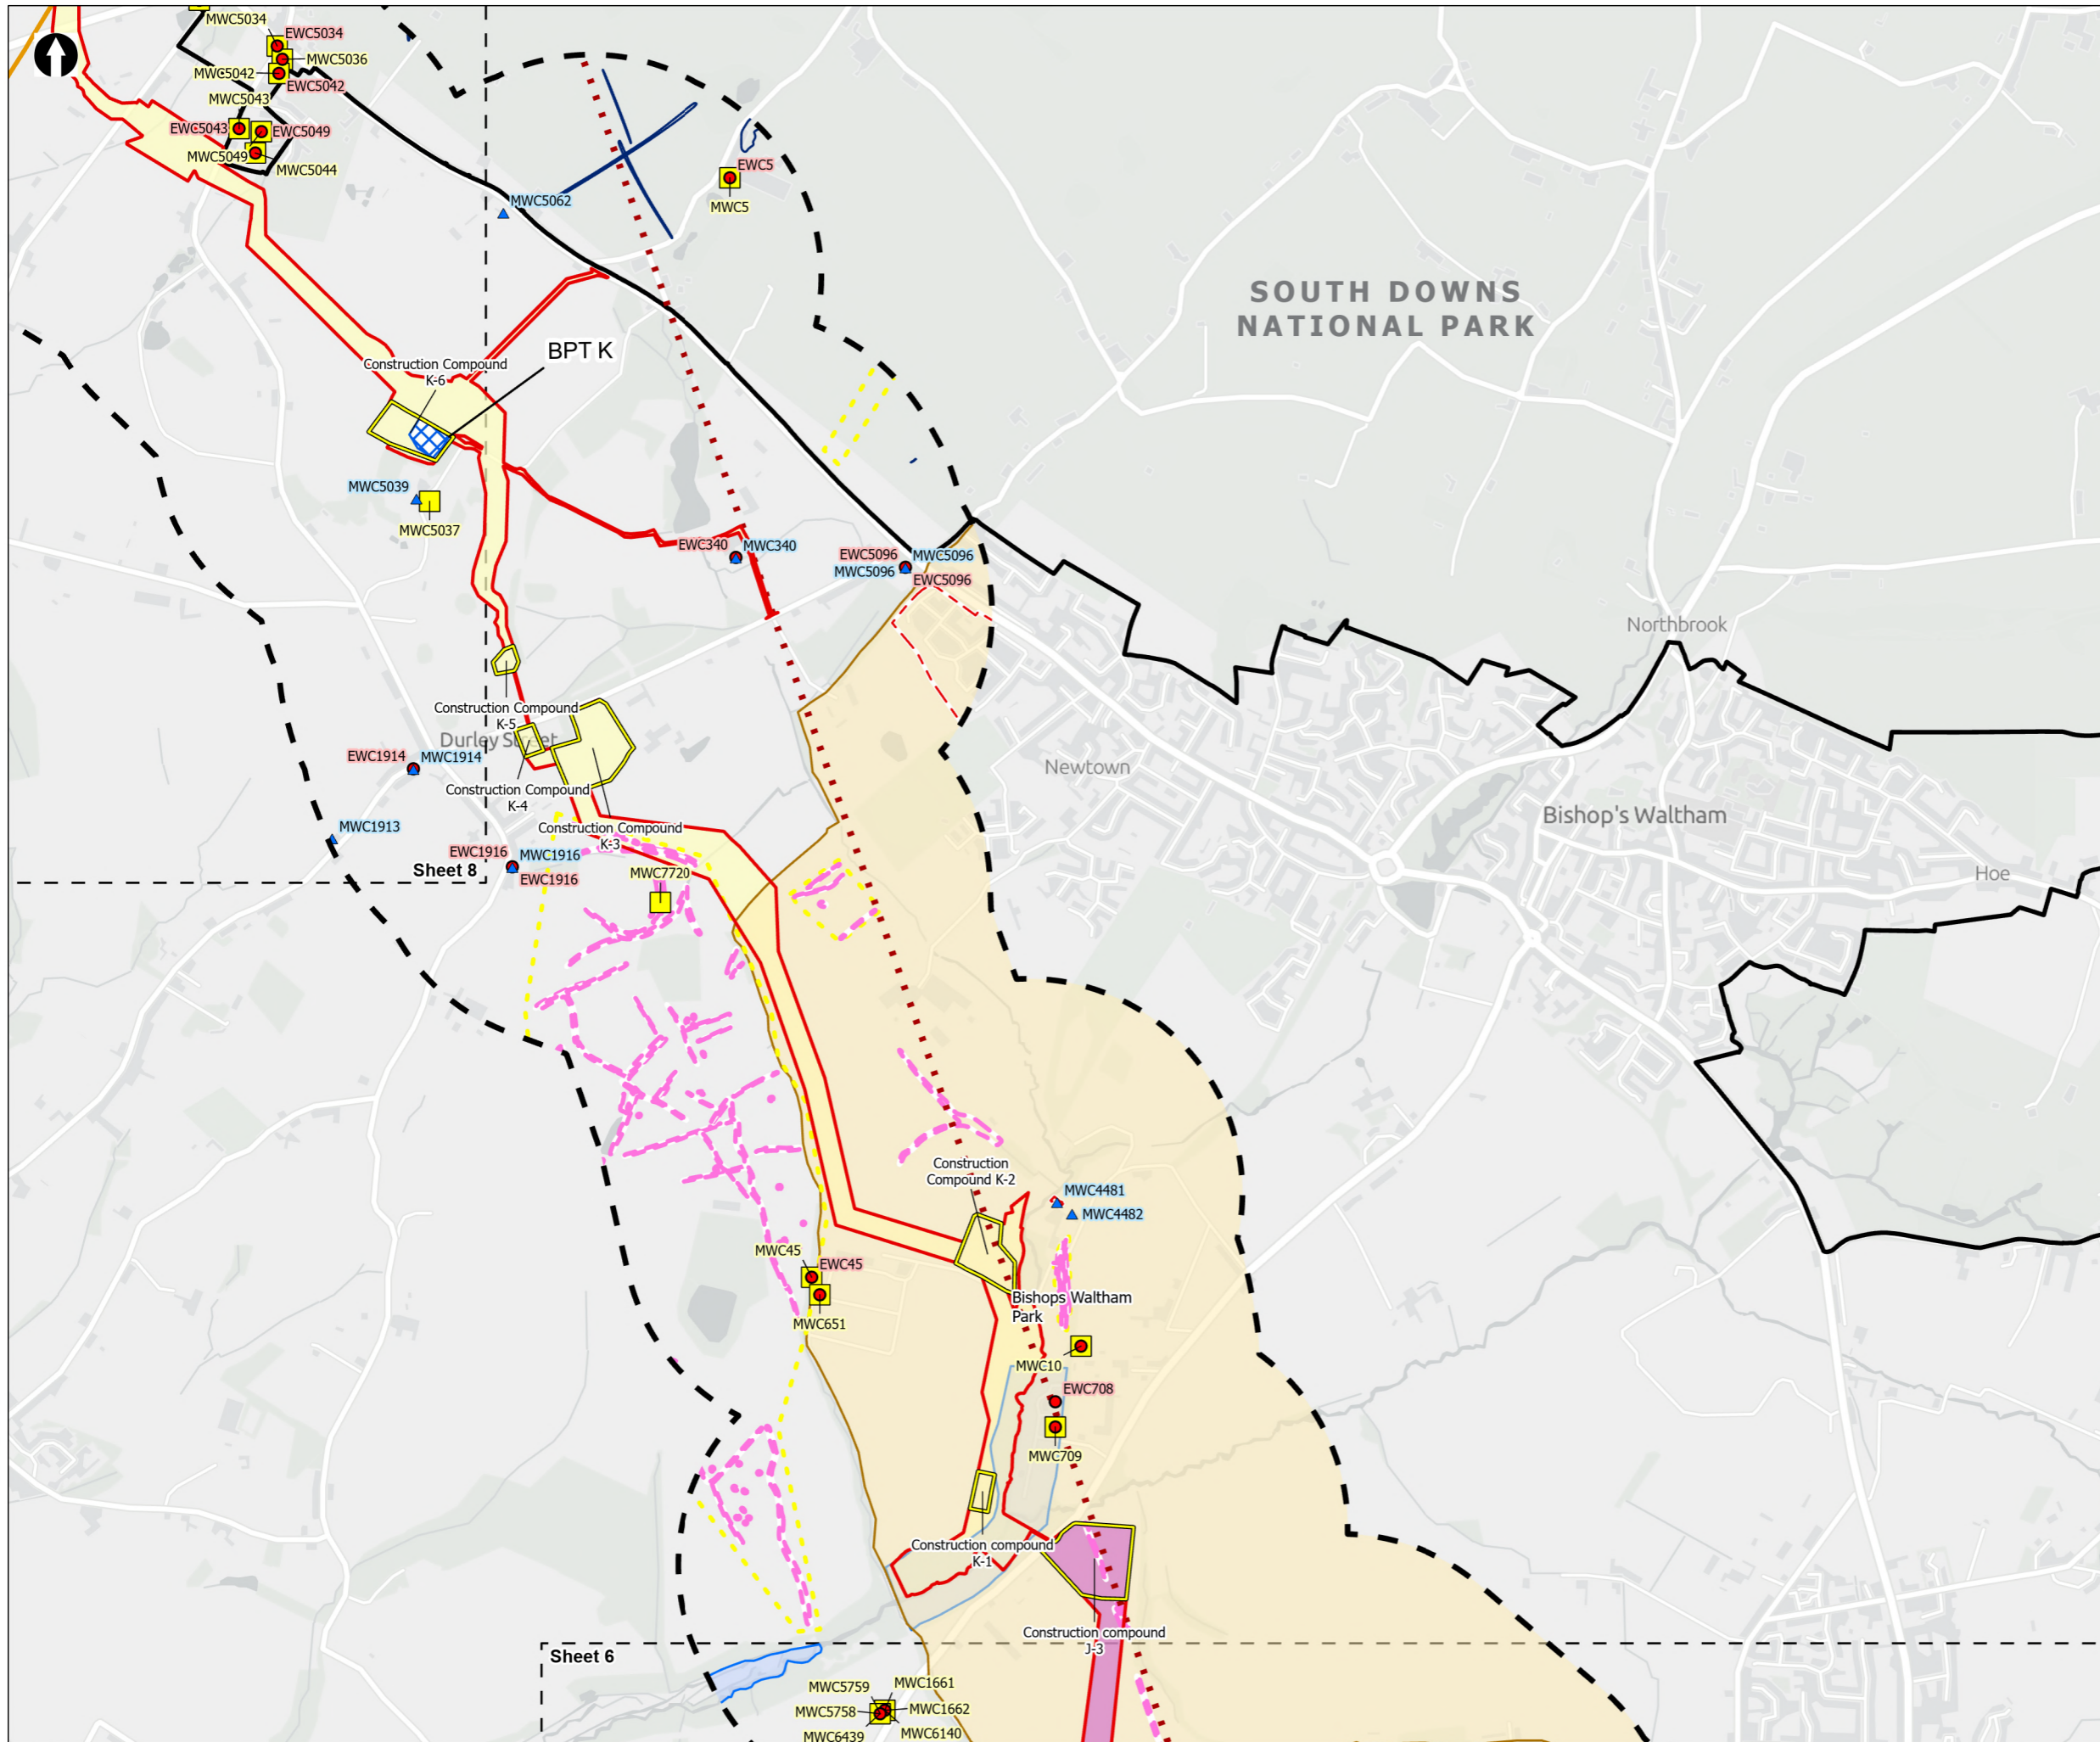 MWC5034
EWC5034
MWC5036
MWC5042
EWC5042
MWC5043
EWC5043
EWC5049
MWC5049
MWC5044
MWC5062
EWC5
MWC5
SOUTH DOWNS
NATIONAL PARK
BPT K
Construction Compound
K-6
MWC5039
MWC5037
EWC340
MWC340
EWC5096
MWC5096
MWC5096
EWC5096
Northbrook
Construction Compound
K-5
Durley Street
EWC1914
MWC1914
Newtown
Construction Compound
K-4
Bishop's Waltham
MWC1913
Construction Compound
K-3
EWC1916
MWC1916
EWC1916
Sheet 8
MWC7720
Hoe
Construction
Compound K-2
MWC4481
MWC4482
MWC45
EWC45
MWC651
Bishops Waltham
Park
MWC10
EWC708
MWC709
Construction compound
K-1
Construction compound
J-3
Sheet 6
MWC5759
MWC1661
MWC5758
MWC1662
MWC6439
MWC6140